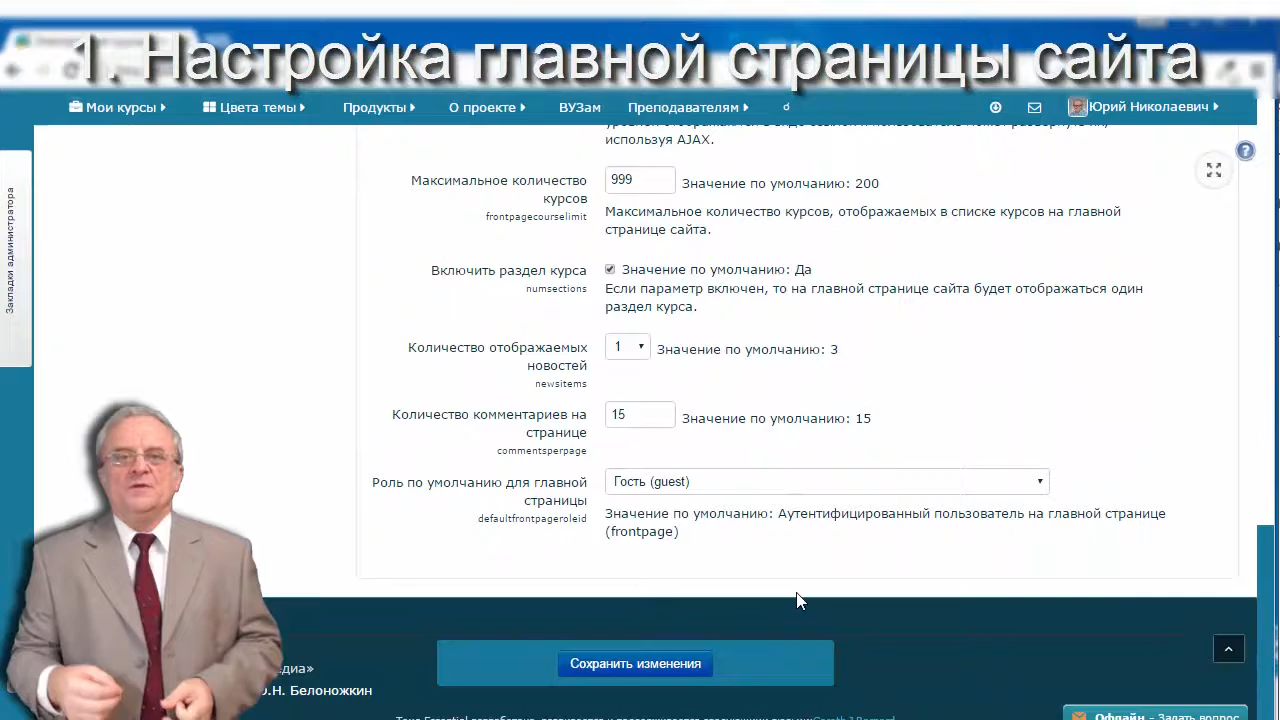 1. Настройка главной страницы сайта
Мои курсы
Цвета темы
Продукты
О проекте
ВУЗам
Преподавателям
Юрий Николаевич
используя AJAX.
Закладки администратора
Максимальное количество
курсов
frontpagecourselimit
999 Значение по умолчанию: 200
Максимальное количество курсов, отображаемых в списке курсов на главной
странице сайта.
Включить раздел курса
numsections
Значение по умолчанию: Да
Если параметр включен, то на главной странице сайта будет отображаться один
раздел курса.
Количество отображаемых
новостей
newsitems
1 Значение по умолчанию: 3
Количество комментариев на
странице
commentsperpage
15 Значение по умолчанию: 15
Роль по умолчанию для главной
страницы
defaultfrontpageroleid
Гость (guest)
Значение по умолчанию: Аутентифицированный пользователь на главной странице
(frontpage)
Сохранить изменения
Ю.Н. Белоножкин
Офлайн - Задать вопрос